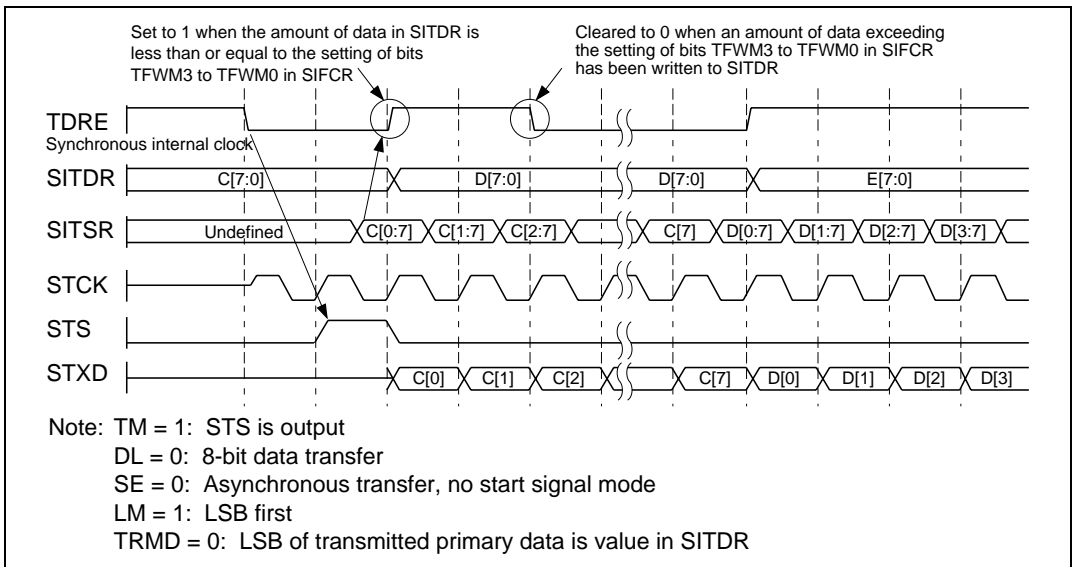 Set to 1 when the amount of data in SITDR is
less than or equal to the setting of bits
TFWM3 to TFWM0 in SIFCR
Cleared to 0 when an amount of data exceeding
the setting of bits TFWM3 to TFWM0 in SIFCR
has been written to SITDR
TDRE
Synchronous internal clock
SITDR C[7:0] D[7:0] D[7:0] E[7:0]
SITSR Undefined C[0:7] C[1:7] C[2:7] C[7] D[0:7] D[1:7] D[2:7] D[3:7]
STCK
STS
STXD C[0] C[1] C[2] C[7] D[0] D[1] D[2] D[3]
Note: TM = 1: STS is output
DL = 0: 8-bit data transfer
SE = 0: Asynchronous transfer, no start signal mode
LM = 1: LSB first
TRMD = 0: LSB of transmitted primary data is value in SITDR